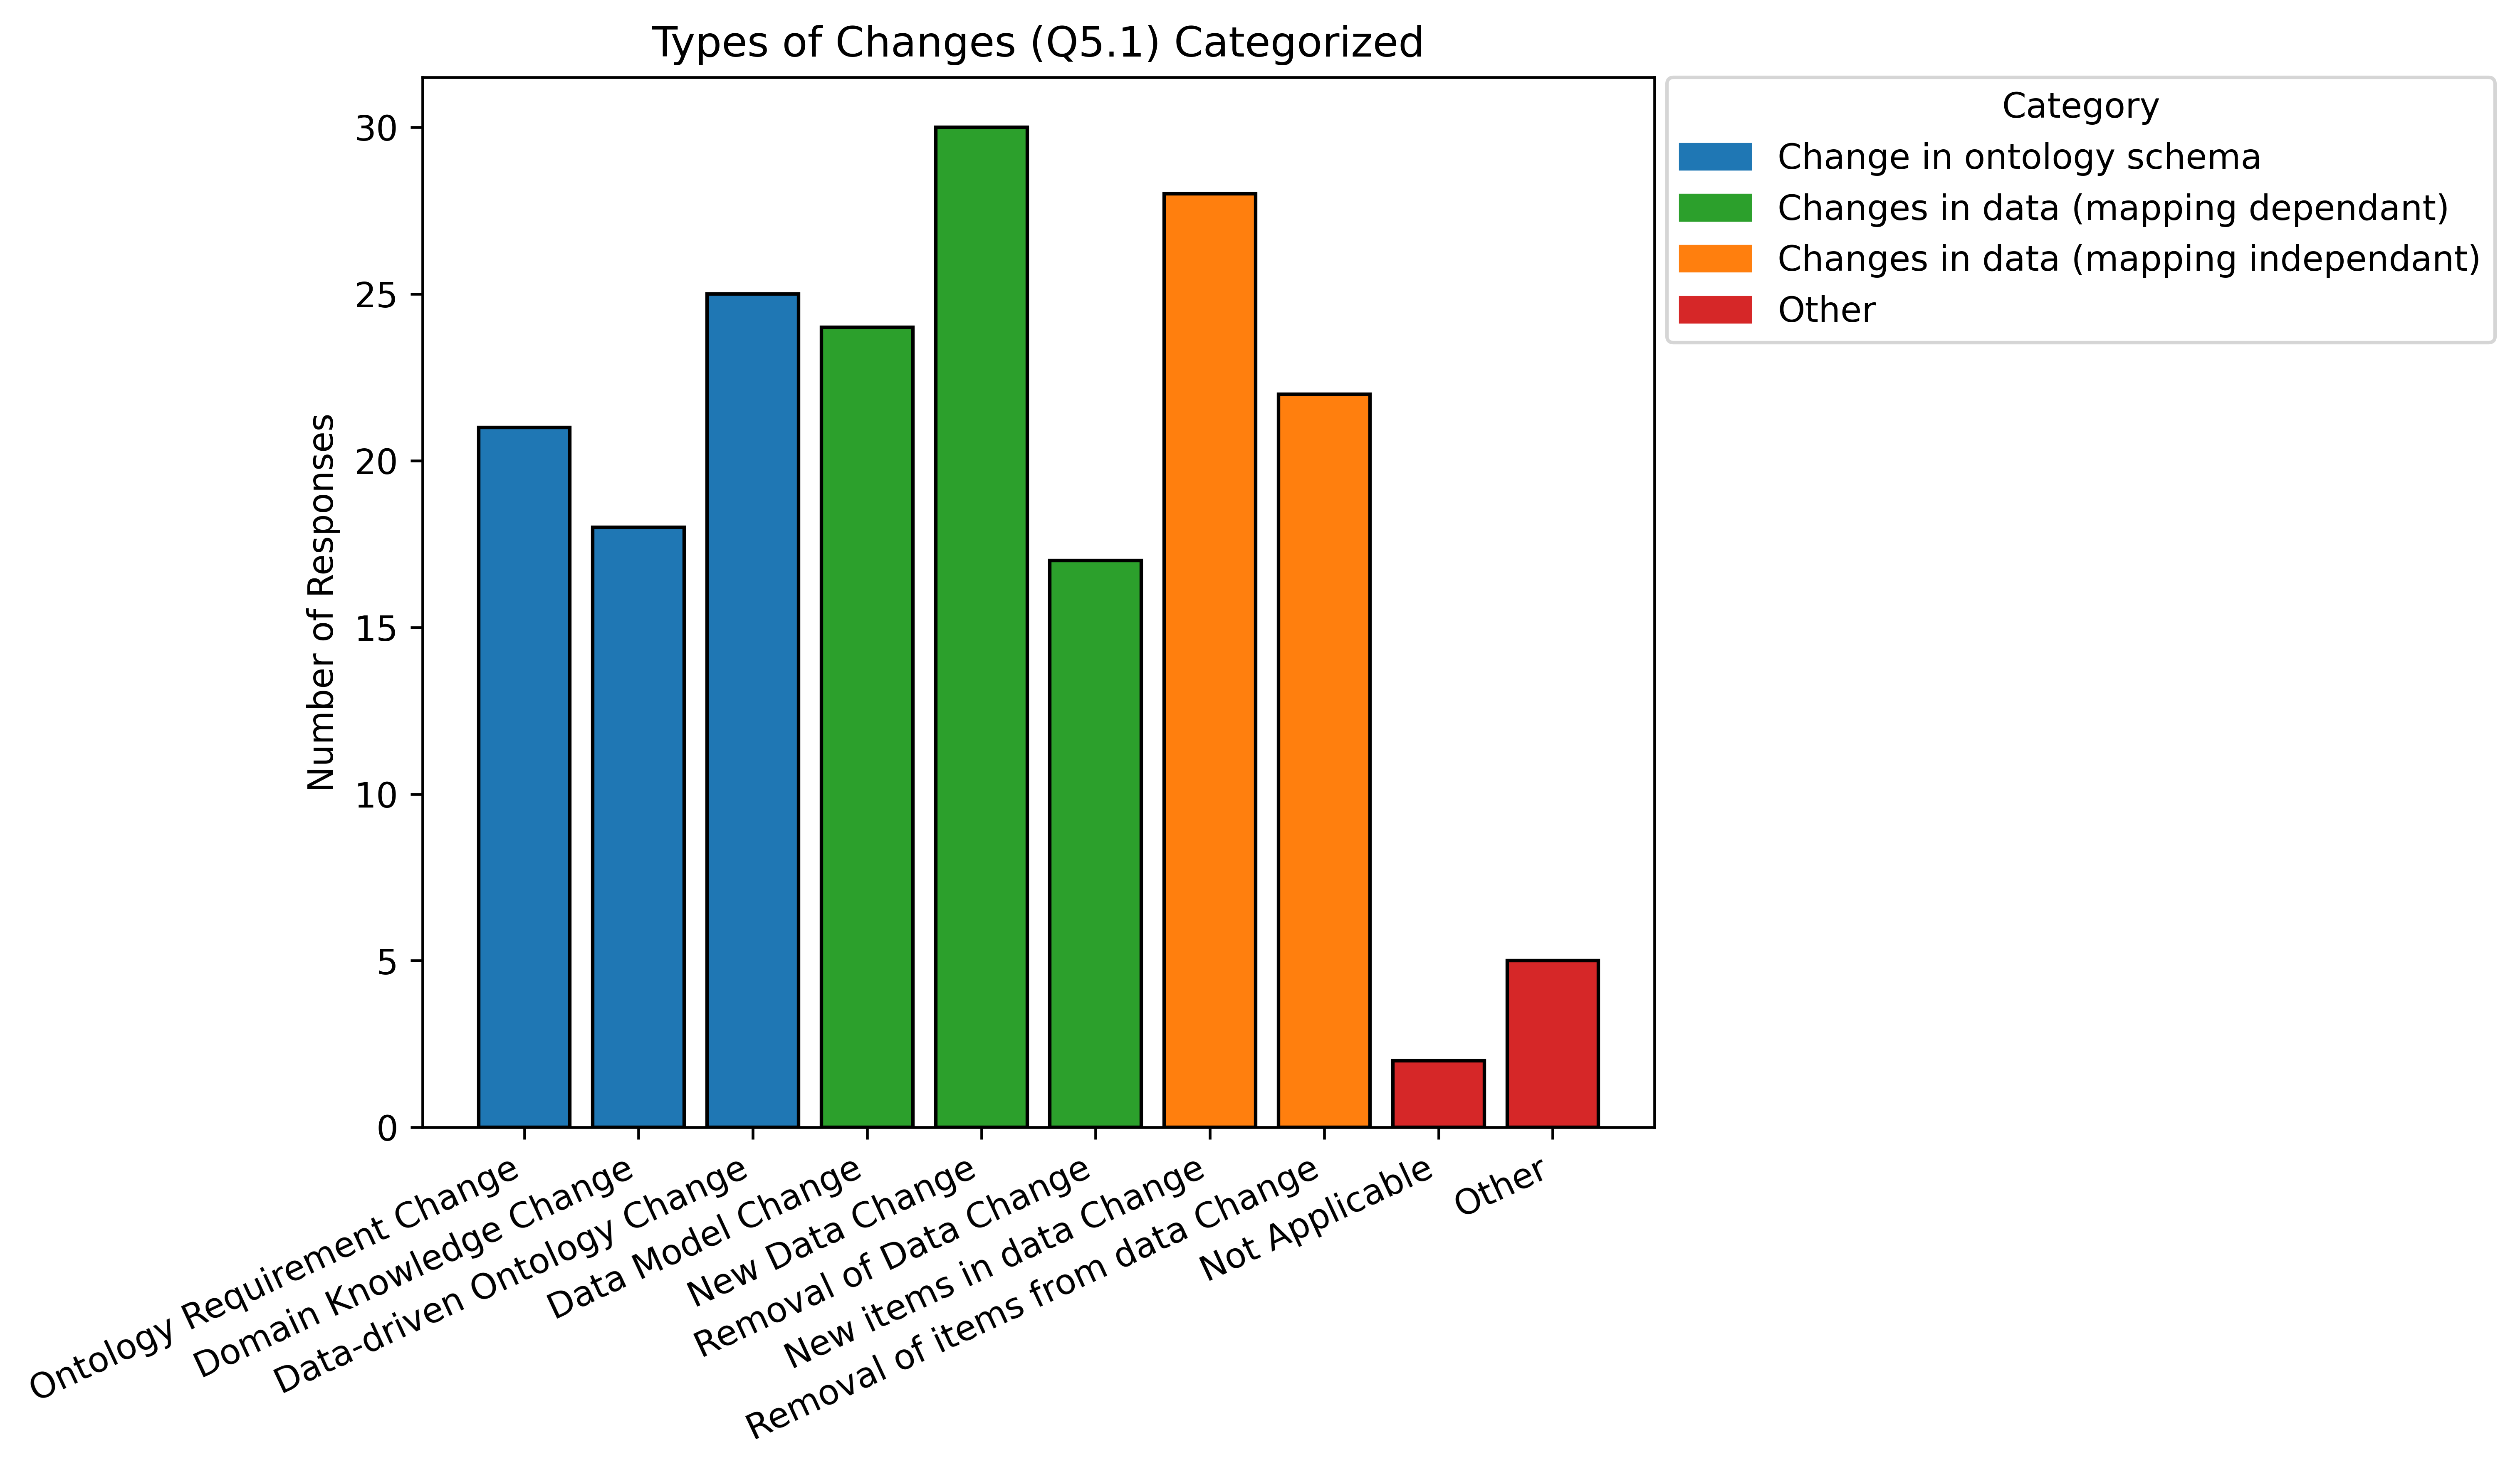 Types of Changes (Q5.1) Categorized
Category
Change in ontology schema
Changes in data (mapping dependant)
Changes in data (mapping independant)
Other
Number of Responses
30
25
20
15
10
5
0
Ontology Requirement Change
Domain Knowledge Change
Data-driven Ontology Change
Data Model Change
New Data Change
Removal of Data Change
New items in data Change
Removal of items from data Change
Not Applicable
Other